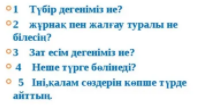 1 Түбір дегеніміз не?
2 жұрнақ пен жалғау туралы не
білесің?
3 Зат есім дегеніміз не?
4 Неше түрге бөлінеді?
5 Іні,қалам сөздерін көпше түрде
айттың.